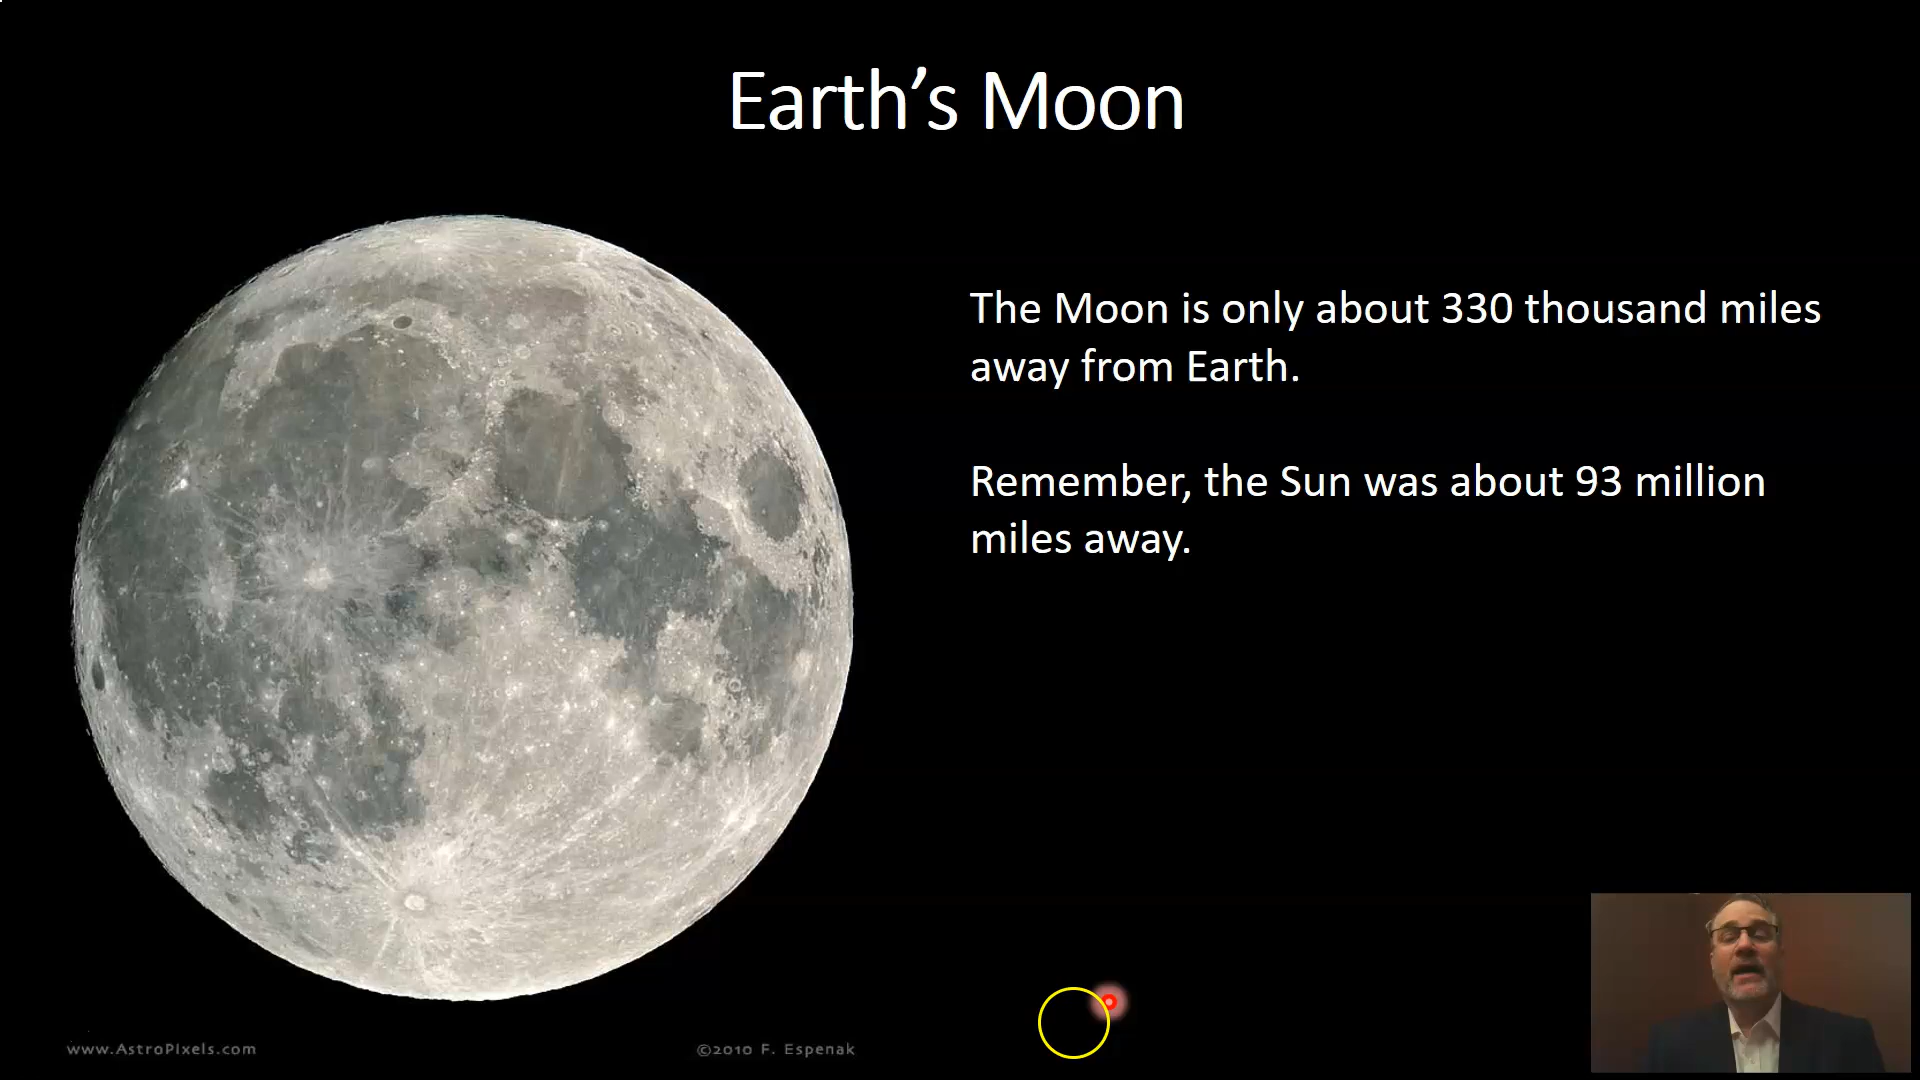 Earth’s Moon
The Moon is only about 330 thousand miles
away from Earth.
Remember, the Sun was about 93 million
miles away.
www.AstroPixels.com
©2010 F. Espenak